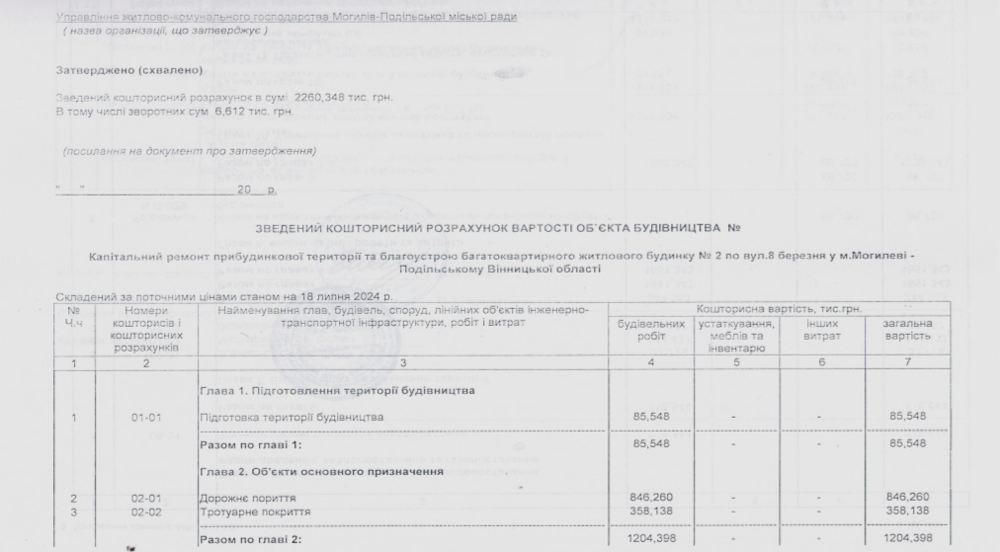 Управління житлово-комунального господарства Могилів-Подільської міської ради
( назва організації, що затверджує )
Затверджено (схвалено)
Зведений кошторисний розрахунок в сумі 2260,348 тис. грн.
В тому числі зворотних сум 6,612 тис. грн.
(посилання на документ про затвердження)
" " 20 р.
ЗВЕДЕНИЙ КОШТОРИСНИЙ РОЗРАХУНОК ВАРТОСТІ ОБ`ЄКТА БУДІВНИЦТВА №
Капітальний ремонт прибудинкової території та благоустрою багатоквартирного житлового будинку № 2 по вул.8 березня у м.Могилеві -
Подільському Вінницької області
Складений за поточними цінами станом на 18 липня 2024 р.
№ Ч.ч
Номери кошторисів і кошторисних розрахунків
Найменування глав, будівель, споруд, лінійних об'єктів інженерно-транспортної інфраструктури, робіт і витрат
Кошторисна вартість, тис.грн.
будівельних робіт
устаткування, меблів та інвентарю
інших витрат
загальна вартість
1 2 3 4 5 6 7
Глава 1. Підготовлення території будівництва
1 01-01 Підготовка території будівництва 85,548 - - 85,548
Разом по главі 1: 85,548 - - 85,548
Глава 2. Об'єкти основного призначення
2 02-01 Дорожнє пориття 846,260 - - 846,260
3 02-02 Тротуарне покриття 358,138 - - 358,138
Разом по главі 2: 1204,398 - - 1204,398